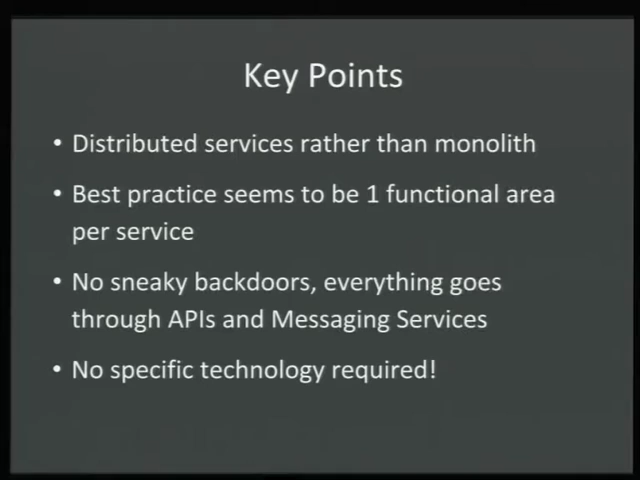 Key Points
• Distributed services rather than monolith
• Best practice seems to be 1 functional area
per service
• No sneaky backdoors, everything goes
through APIs and Messaging Services
• No specific technology required!